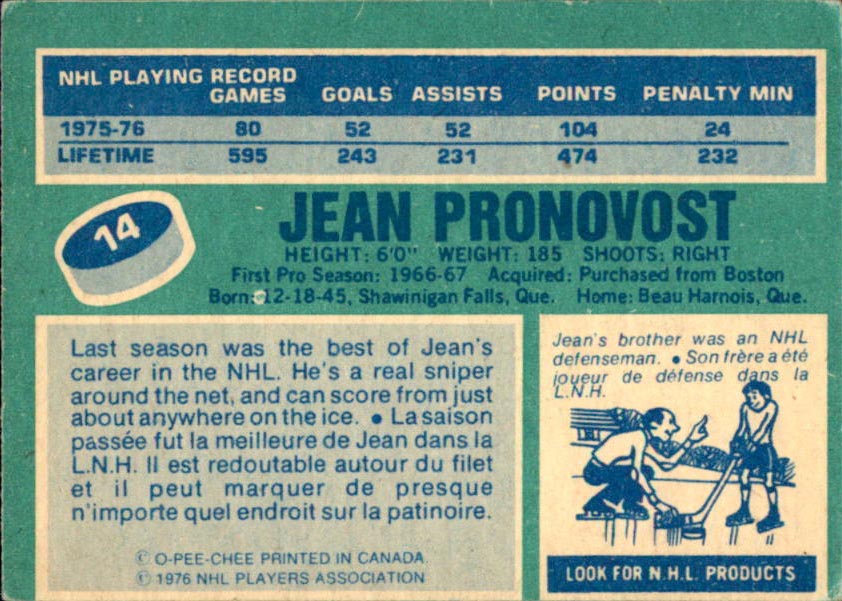 NHL PLAYING RECORD
GAMES GOALS ASSISTS POINTS PENALTY MIN
1975-76 80 52 52 104 24
LIFETIME 595 243 231 474 232
14
JEAN PRONOVOST
HEIGHT: 6'0" WEIGHT: 185 SHOOTS: RIGHT
First Pro Season: 1966-67 Acquired: Purchased from Boston
Born: 12-18-45, Shawinigan Falls, Que. Home: Beau Harnois, Que.
Last season was the best of Jean's
career in the NHL. He's a real sniper
around the net, and can score from just
about anywhere on the ice. ● La saison
passée fut la meilleure de Jean dans la
L.N.H. Il est redoutable autour du filet
et il peut marquer de presque
n'importe quel endroit sur la patinoire.
© O-PEE-CHEE PRINTED IN CANADA
© 1976 NHL PLAYERS ASSOCIATION
Jean's brother was an NHL
defenseman. ● Son frère a été
joueur de défense dans la
L.N.H.
LOOK FOR N.H.L. PRODUCTS